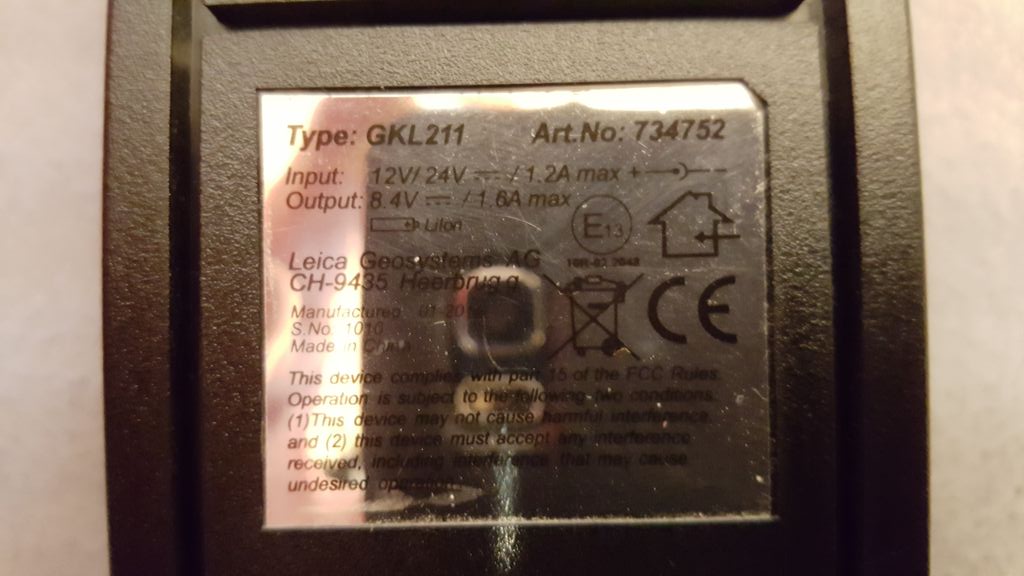 Type: GKL211 Art.No: 734752
Input: 12V/ 24V / 1.2A max + -
Output: 8.4V / 1.6A max
LiIon
E13
Leica Geosystems AG
CH-9435 Heerbrugg
Manufactured 01-
S.No. 1010
Made in China
CE
This device complies with part 15 of the FCC Rules.
Operation is subject to the following two conditions:
(1)This device may not cause harmful interference
and (2) this device must accept any interference
received, including interference that may cause
undesired operation.